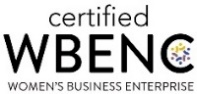 certified
WBENC
WOMEN'S BUSINESS ENTERPRISE